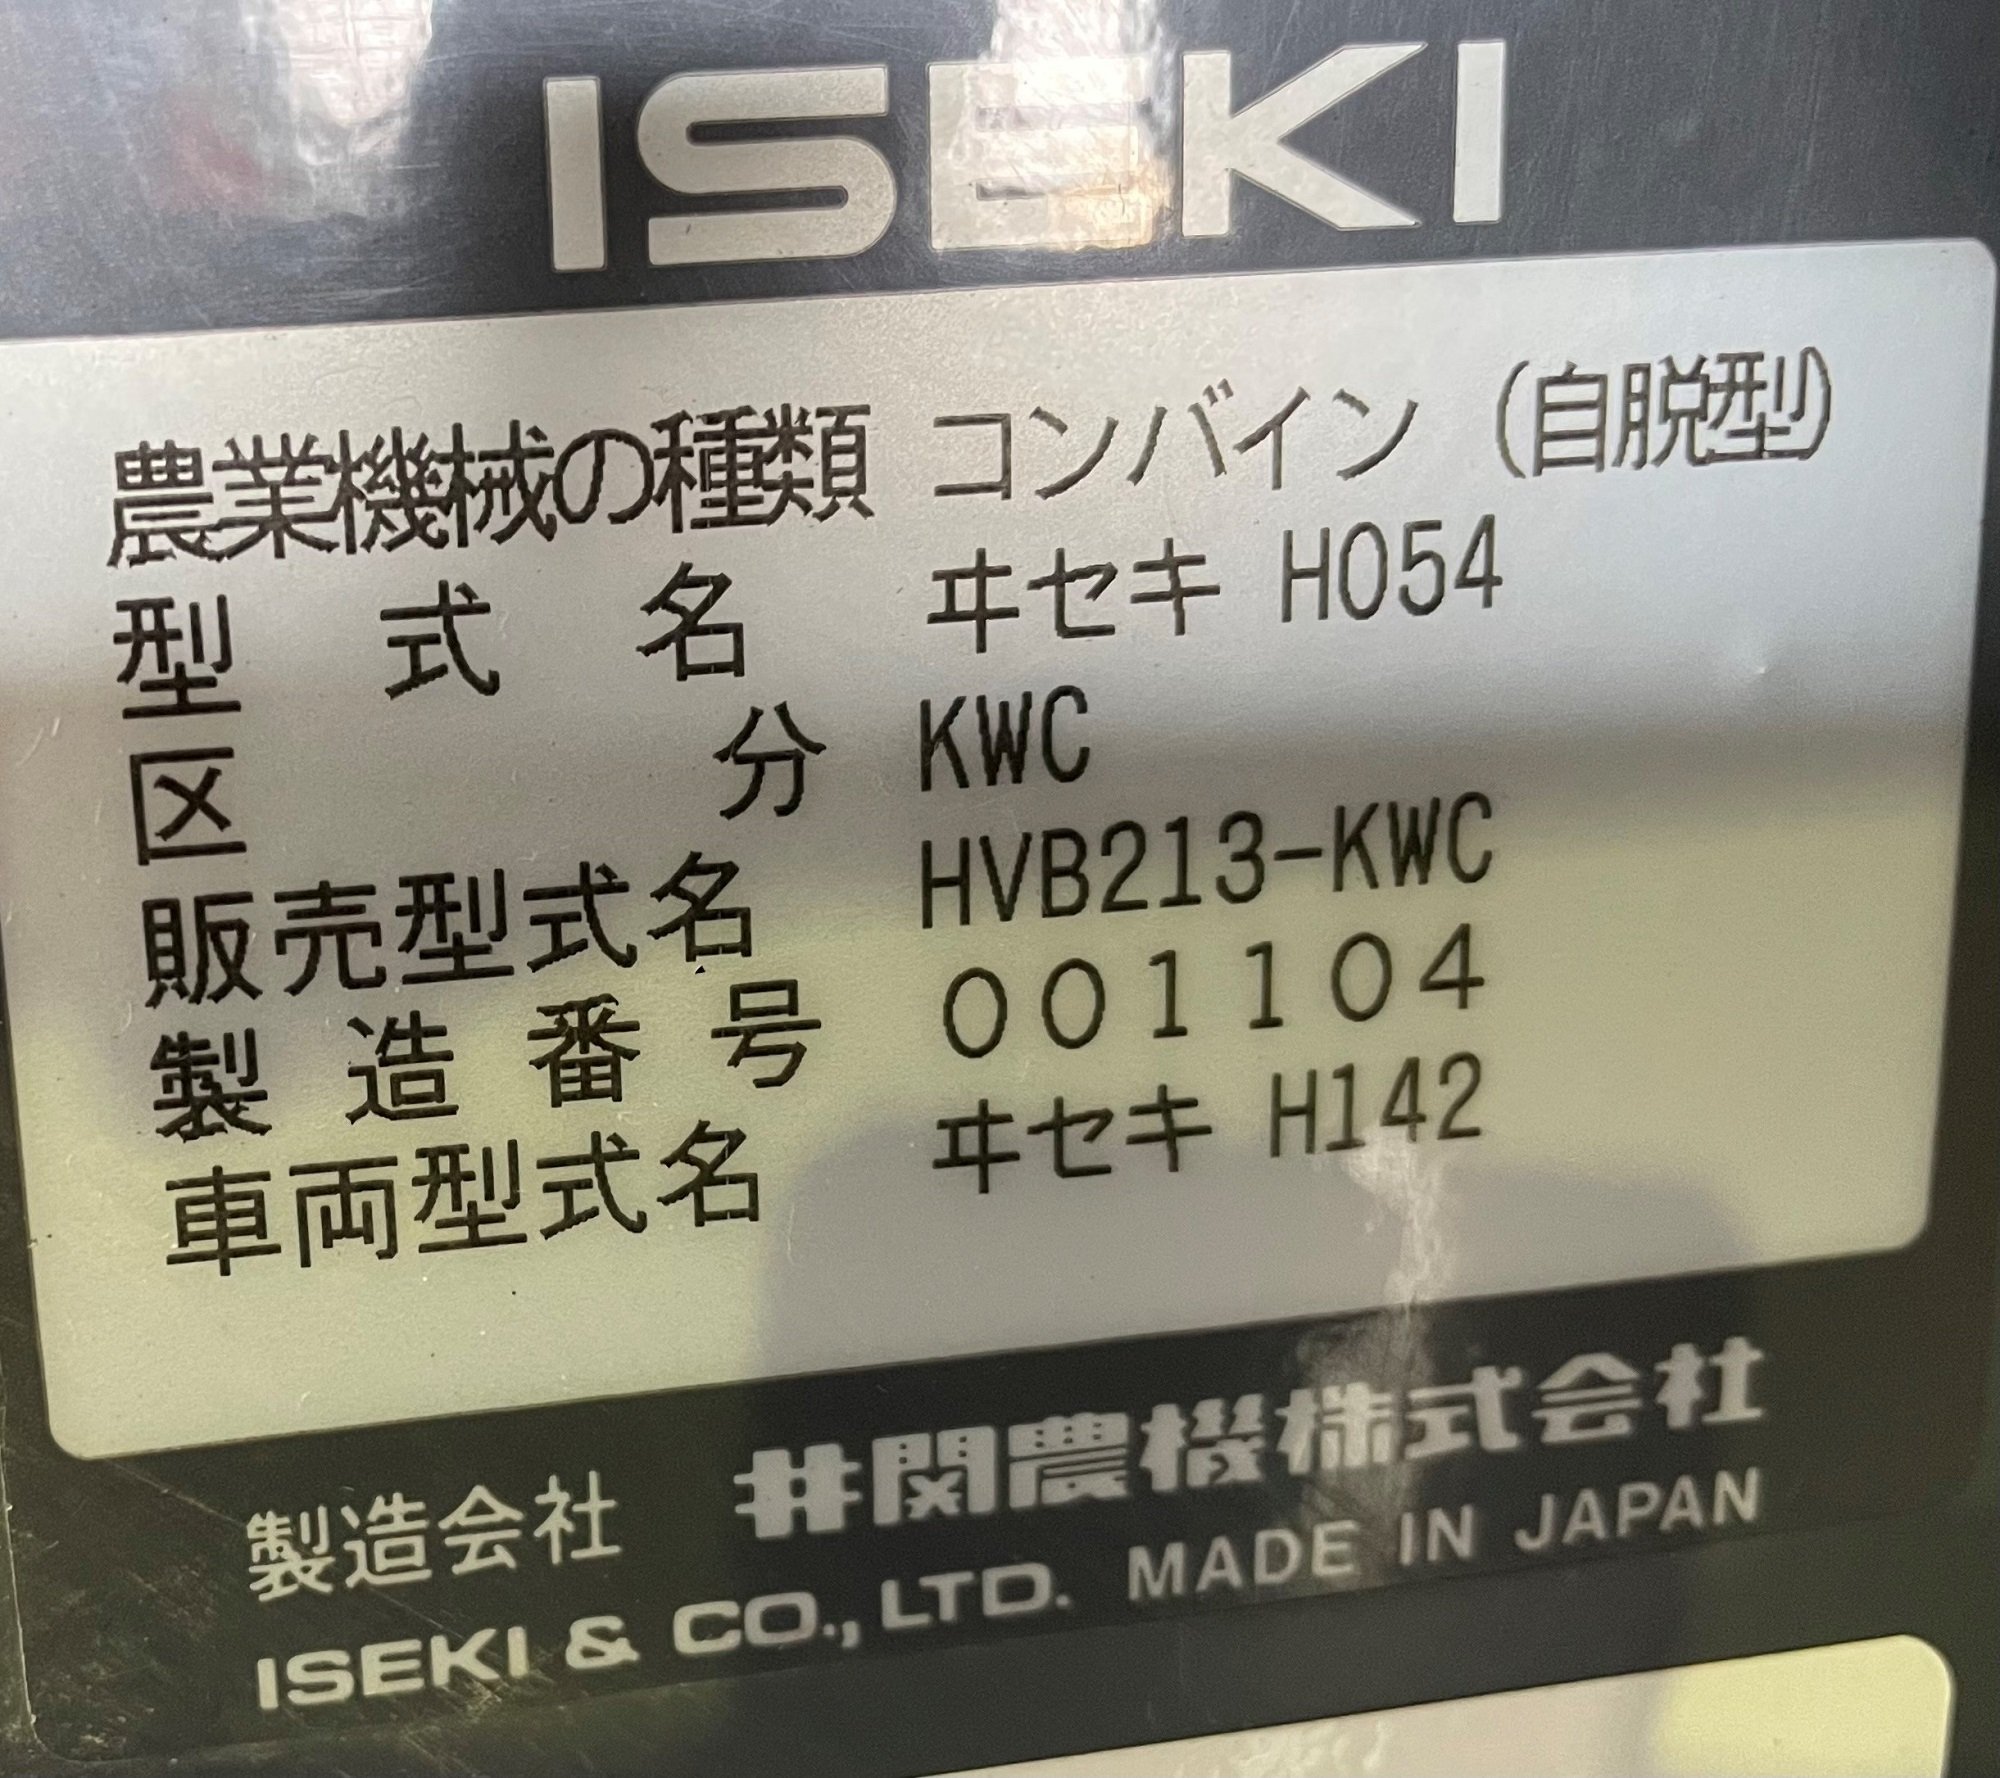 ISEKI
農業機械の種類 コンバイン (自脱型)
型式名 ヰセキ H054
区分 KWC
販売型式名 HVB213-KWC
製造番号 001104
車両型式名 ヰセキ H142
製造会社 井関農機株式会社
ISEKI & CO., LTD. MADE IN JAPAN